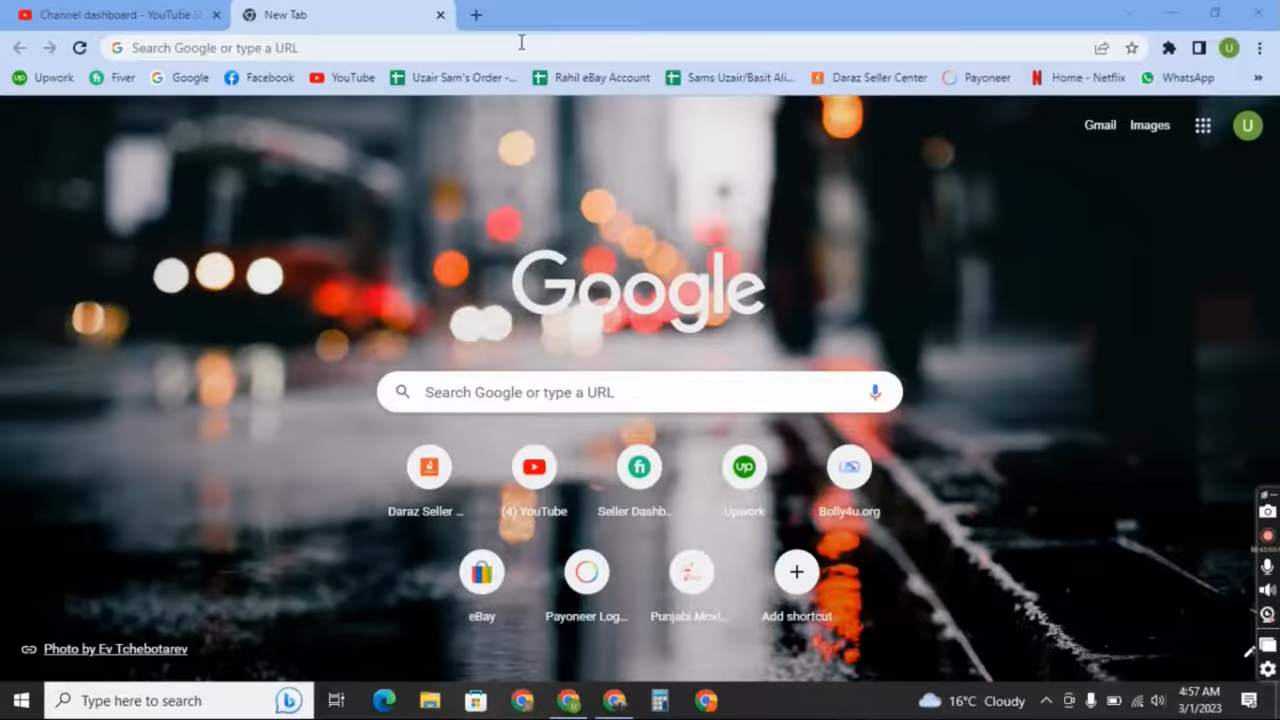 Channel dashboard - YouTube S
New Tab
Search Google or type a URL
Upwork
Fiver
Google
Facebook
YouTube
Uzair Sam's Order -...
Rahil eBay Account
Sams Uzair/Basit Ali...
Daraz Seller Center
Payoneer
Home - Netflix
WhatsApp
»
Gmail
Images
U
Google
Search Google or type a URL
Daraz Seller ...
(4) YouTube
Seller Dashb...
Upwork
Bolly4u.org
eBay
Payoneer Log...
Punjabi Movi...
Add shortcut
Photo by Ev Tchebotarev
Type here to search
16°C Cloudy
4:57 AM
3/1/2023